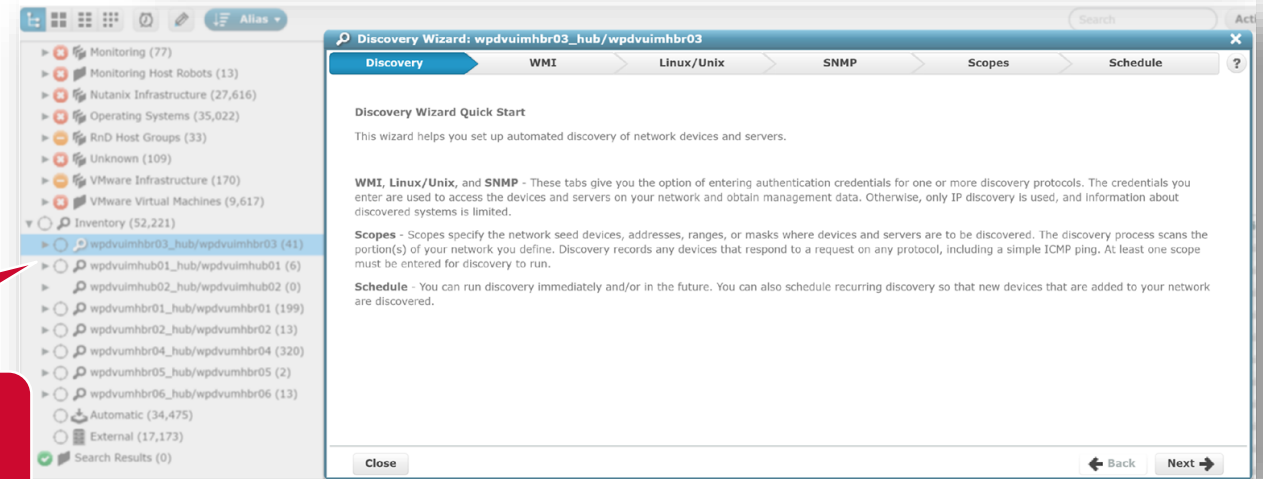 Alias
Search
Acti
Monitoring (77)
Monitoring Host Robots (13)
Nutanix Infrastructure (27,616)
Operating Systems (35,022)
RnD Host Groups (33)
Unknown (109)
VMware Infrastructure (170)
VMware Virtual Machines (9,617)
Inventory (52,221)
wpdvuimhbr03_hub/wpdvuimhbr03 (41)
wpdvuimhub01_hub/wpdvuimhub01 (6)
wpdvuimhub02_hub/wpdvuimhub02 (0)
wpdvumhbr01_hub/wpdvumhbr01 (199)
wpdvumhbr02_hub/wpdvumhbr02 (13)
wpdvumhbr04_hub/wpdvumhbr04 (320)
wpdvumhbr05_hub/wpdvumhbr05 (2)
wpdvumhbr06_hub/wpdvumhbr06 (13)
Automatic (34,475)
External (17,173)
Search Results (0)
Discovery Wizard: wpdvuimhbr03_hub/wpdvuimhbr03
Discovery WMI Linux/Unix SNMP Scopes Schedule ?
Discovery Wizard Quick Start
This wizard helps you set up automated discovery of network devices and servers.
WMI, Linux/Unix, and SNMP - These tabs give you the option of entering authentication credentials for one or more discovery protocols. The credentials you
enter are used to access the devices and servers on your network and obtain management data. Otherwise, only IP discovery is used, and information about
discovered systems is limited.
Scopes - Scopes specify the network seed devices, addresses, ranges, or masks where devices and servers are to be discovered. The discovery process scans the
portion(s) of your network you define. Discovery records any devices that respond to a request on any protocol, including a simple ICMP ping. At least one scope
must be entered for discovery to run.
Schedule - You can run discovery immediately and/or in the future. You can also schedule recurring discovery so that new devices that are added to your network
are discovered.
Close Back Next